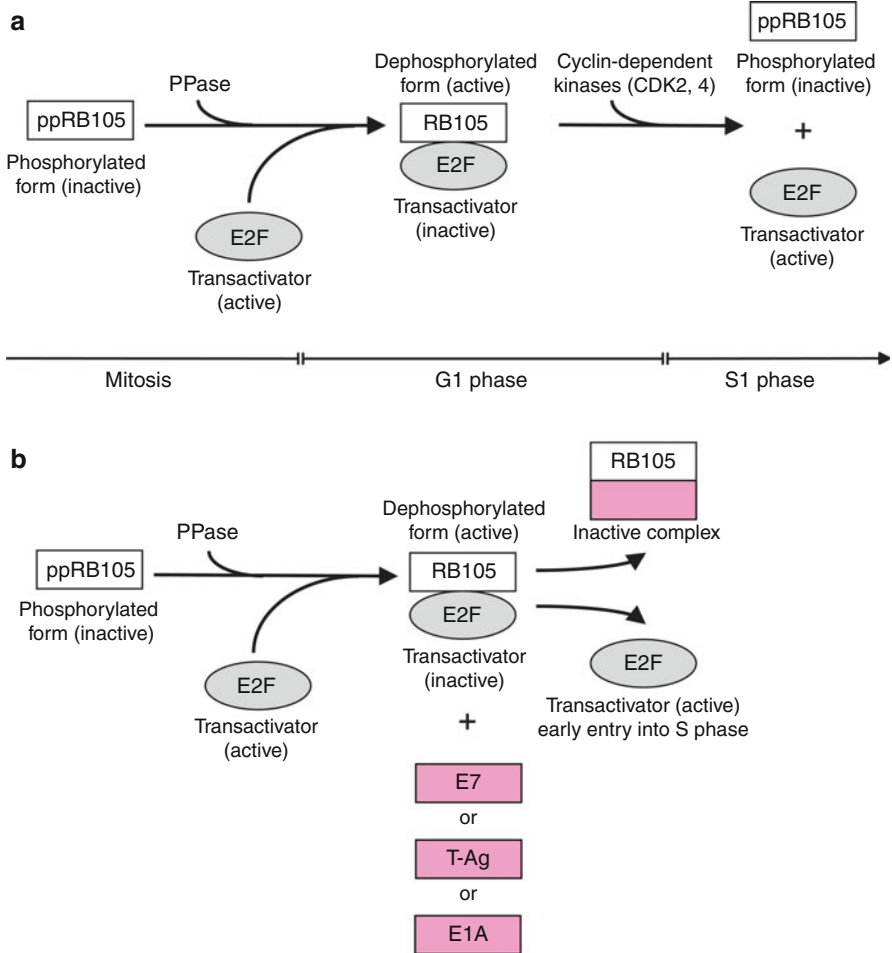 a
ppRB105
Phosphorylated
form (inactive)
PPase
E2F
Transactivator
(active)
Dephosphorylated
form (active)
RB105
E2F
Transactivator
(inactive)
Cyclin-dependent
kinases (CDK2, 4)
ppRB105
Phosphorylated
form (inactive)
+
E2F
Transactivator
(active)
Mitosis
G1 phase
S1 phase
b
ppRB105
Phosphorylated
form (inactive)
PPase
E2F
Transactivator
(active)
Dephosphorylated
form (active)
RB105
E2F
Transactivator
(inactive)
+
E7
or
T-Ag
or
E1A
RB105
Inactive complex
E2F
Transactivator (active)
early entry into S phase